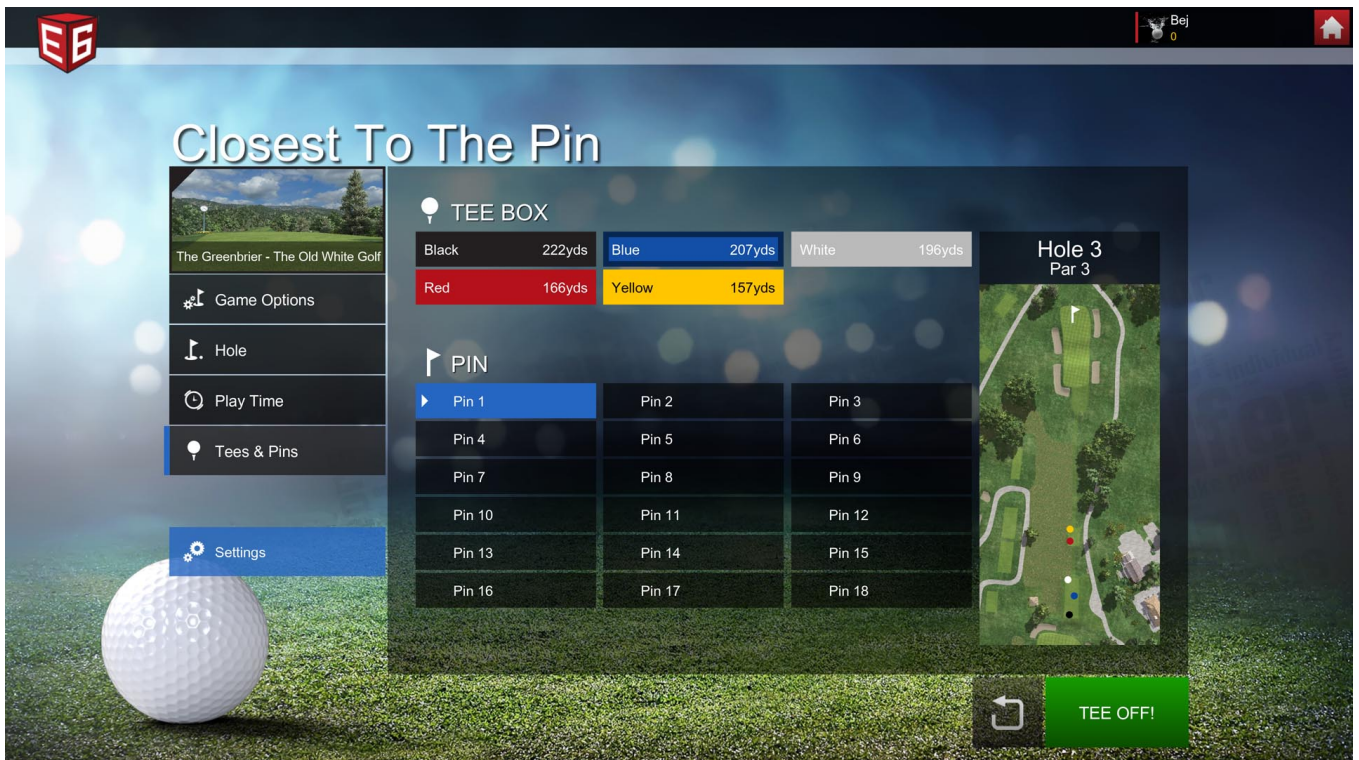 E6
Bej
0
Closest To The Pin
The Greenbrier - The Old White Golf
Game Options
Hole
Play Time
Tees & Pins
Settings
TEE BOX
Black 222yds Blue 207yds White 196yds
Red 166yds Yellow 157yds
PIN
Pin 1 Pin 2 Pin 3
Pin 4 Pin 5 Pin 6
Pin 7 Pin 8 Pin 9
Pin 10 Pin 11 Pin 12
Pin 13 Pin 14 Pin 15
Pin 16 Pin 17 Pin 18
Hole 3
Par 3
TEE OFF!